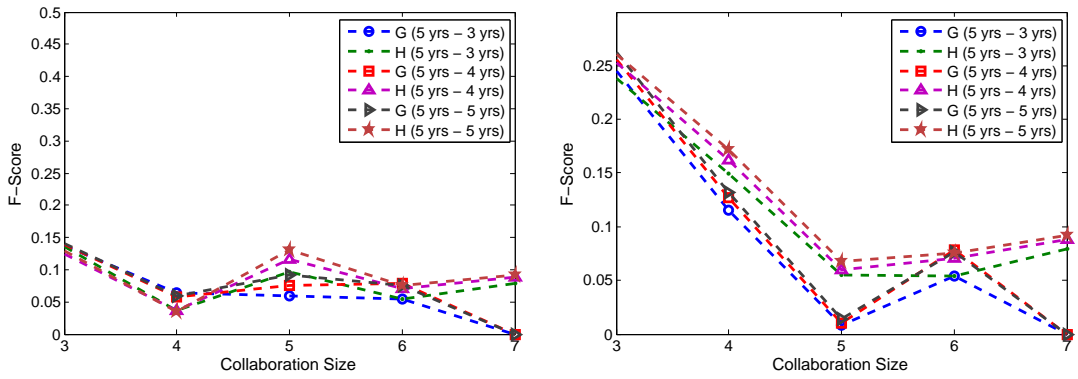 0.5
0.45
0.4
0.35
0.3
0.25
0.2
0.15
0.1
0.05
0
3 4 5 6 7
F-Score
Collaboration Size
G (5 yrs − 3 yrs)
H (5 yrs − 3 yrs)
G (5 yrs − 4 yrs)
H (5 yrs − 4 yrs)
G (5 yrs − 5 yrs)
H (5 yrs − 5 yrs)
0.25
0.2
0.15
0.1
0.05
0
3 4 5 6 7
F-Score
Collaboration Size
G (5 yrs − 3 yrs)
H (5 yrs − 3 yrs)
G (5 yrs − 4 yrs)
H (5 yrs − 4 yrs)
G (5 yrs − 5 yrs)
H (5 yrs − 5 yrs)